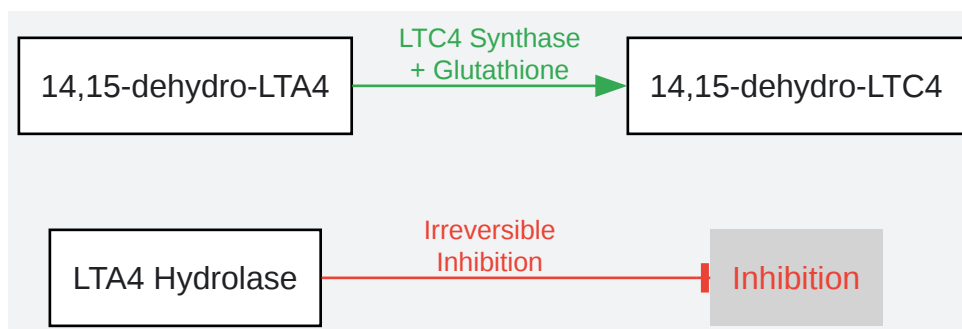 LTC4 Synthase
+ Glutathione
14,15-dehydro-LTA4
14,15-dehydro-LTC4
Irreversible
Inhibition
LTA4 Hydrolase
Inhibition